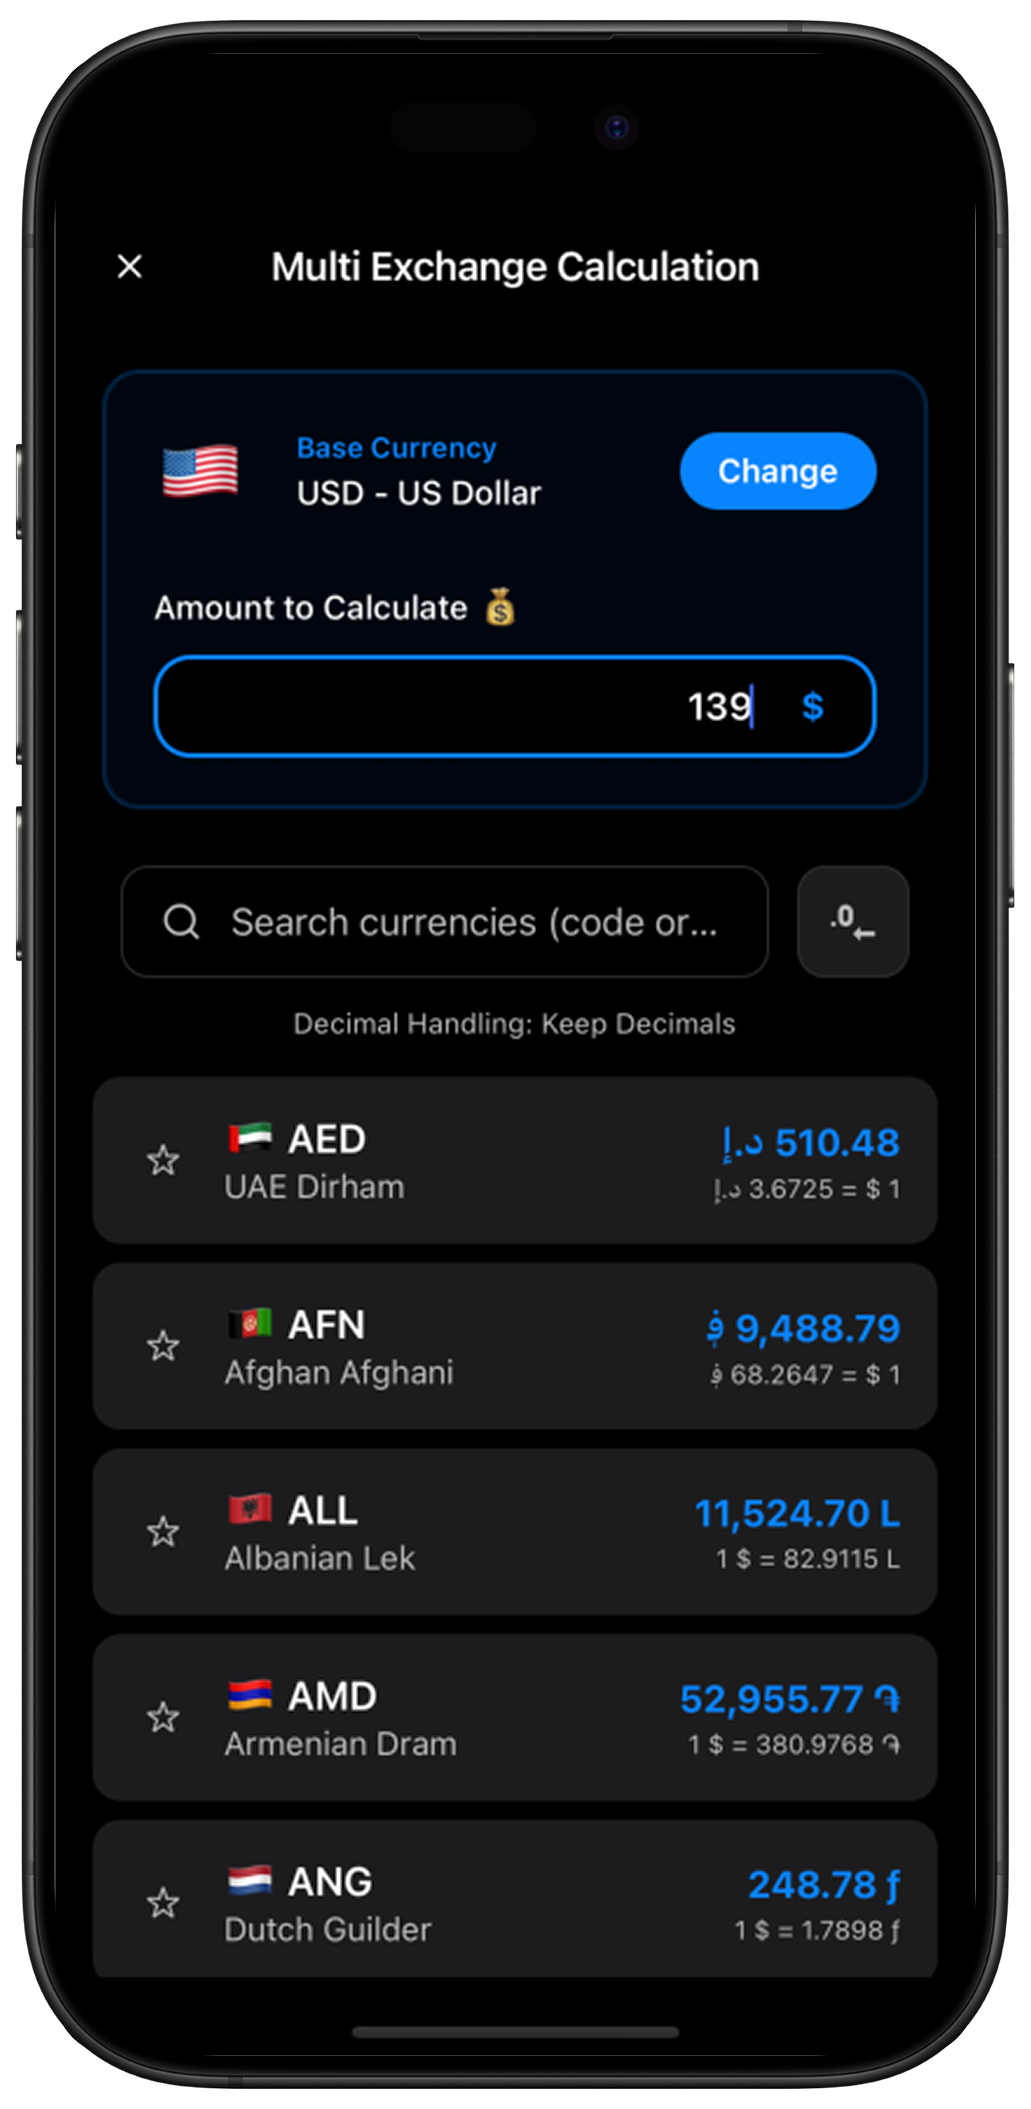 Multi Exchange Calculation
Base Currency
USD - US Dollar
Change
Amount to Calculate 💰
139 $
Search currencies (code or...
.0
Decimal Handling: Keep Decimals
AED
د.إ 510.48
UAE Dirham
د.إ 3.6725 = $ 1
AFN
؋ 9,488.79
Afghan Afghani
؋ 68.2647 = $ 1
ALL
11,524.70 L
Albanian Lek
1 $ = 82.9115 L
AMD
52,955.77 ֏
Armenian Dram
1 $ = 380.9768 ֏
ANG
248.78 ƒ
Dutch Guilder
1 $ = 1.7898 ƒ